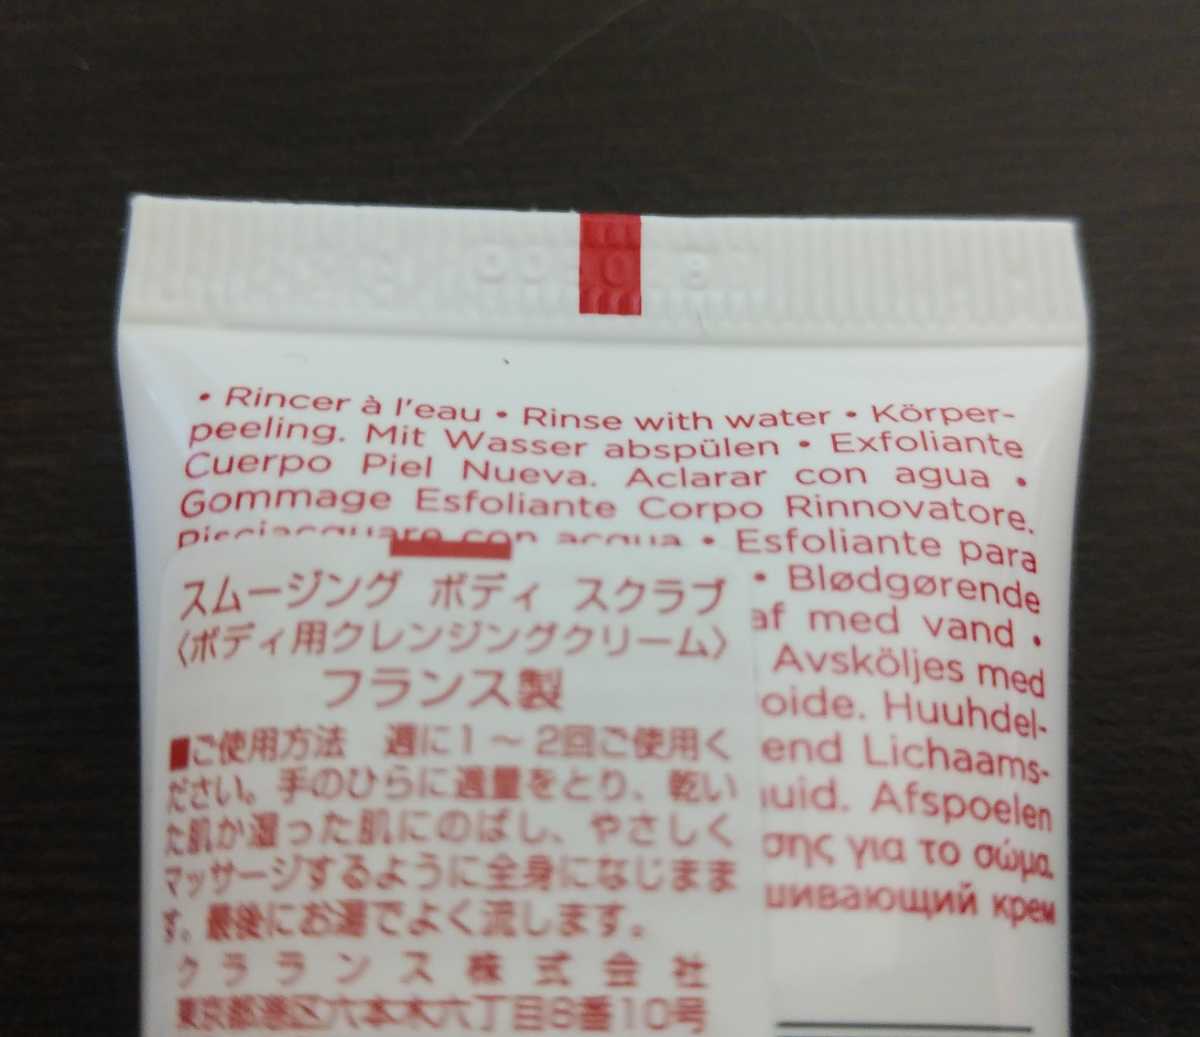 • Rincer à l'eau • Rinse with water • Körper-
peeling. Mit Wasser abspülen • Exfoliante
Cuerpo Piel Nueva. Aclarar con agua •
Gommage Esfoliante Corpo Rinnovatore.
con acqua • Esfoliante para
• Blødgørende
af med vand •
Avsköljes med
Huuhdel-
Lichaams-
Afspoelen
για το σώμα.
крем
スムージング ボディ スクラブ
〈ボディ用クレンジングクリーム〉
フランス製
■ご使用方法 週に1～2回ご使用く
ださい。手のひらに適量をとり、乾い
た肌か湿った肌にのばし、やさしく
マッサージするように全身になじませま
す。最後にお湯でよく流します。
クラランス株式会社
東京都港区六本木六丁目8番10号